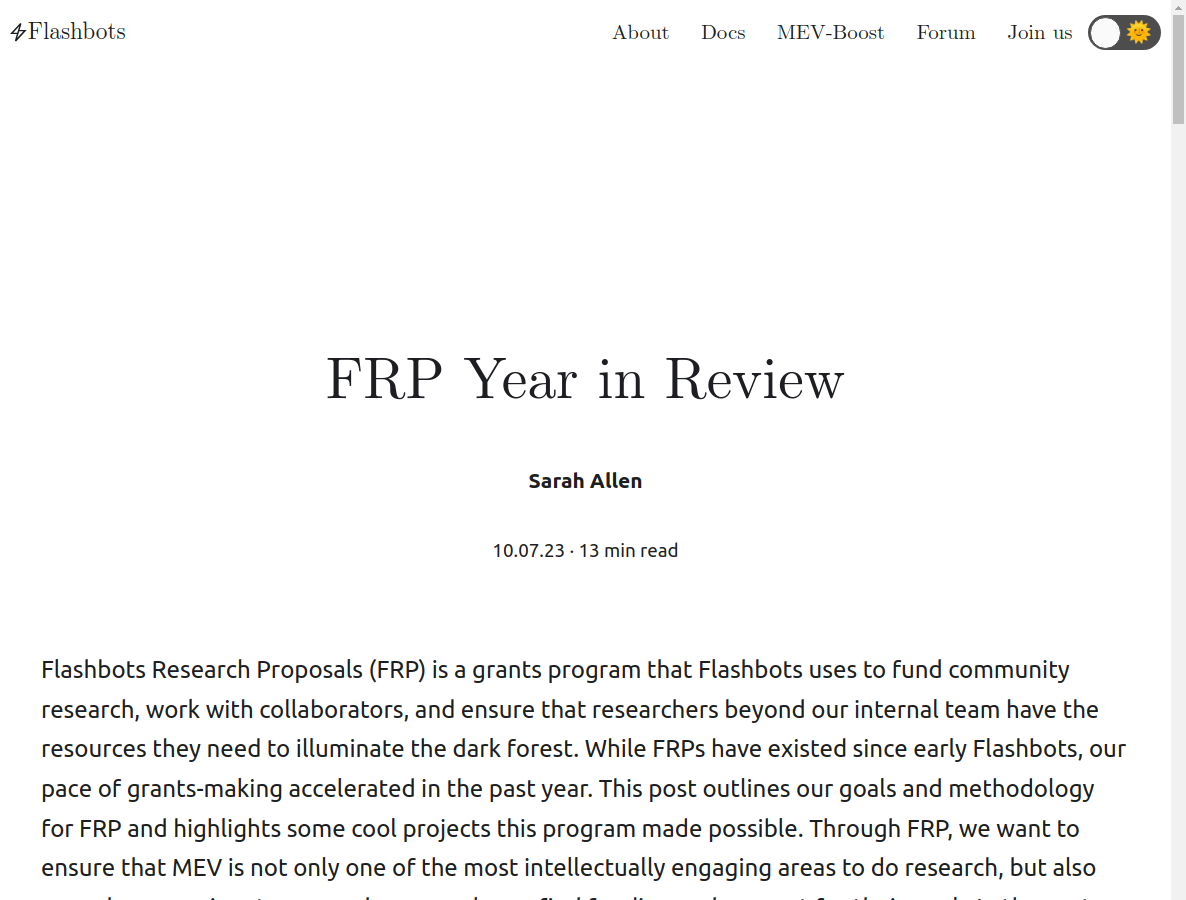 Flashbots
About Docs MEV-Boost Forum Join us
FRP Year in Review
Sarah Allen
10.07.23 · 13 min read
Flashbots Research Proposals (FRP) is a grants program that Flashbots uses to fund community
research, work with collaborators, and ensure that researchers beyond our internal team have the
resources they need to illuminate the dark forest. While FRPs have existed since early Flashbots, our
pace of grants-making accelerated in the past year. This post outlines our goals and methodology
for FRP and highlights some cool projects this program made possible. Through FRP, we want to
ensure that MEV is not only one of the most intellectually engaging areas to do research, but also